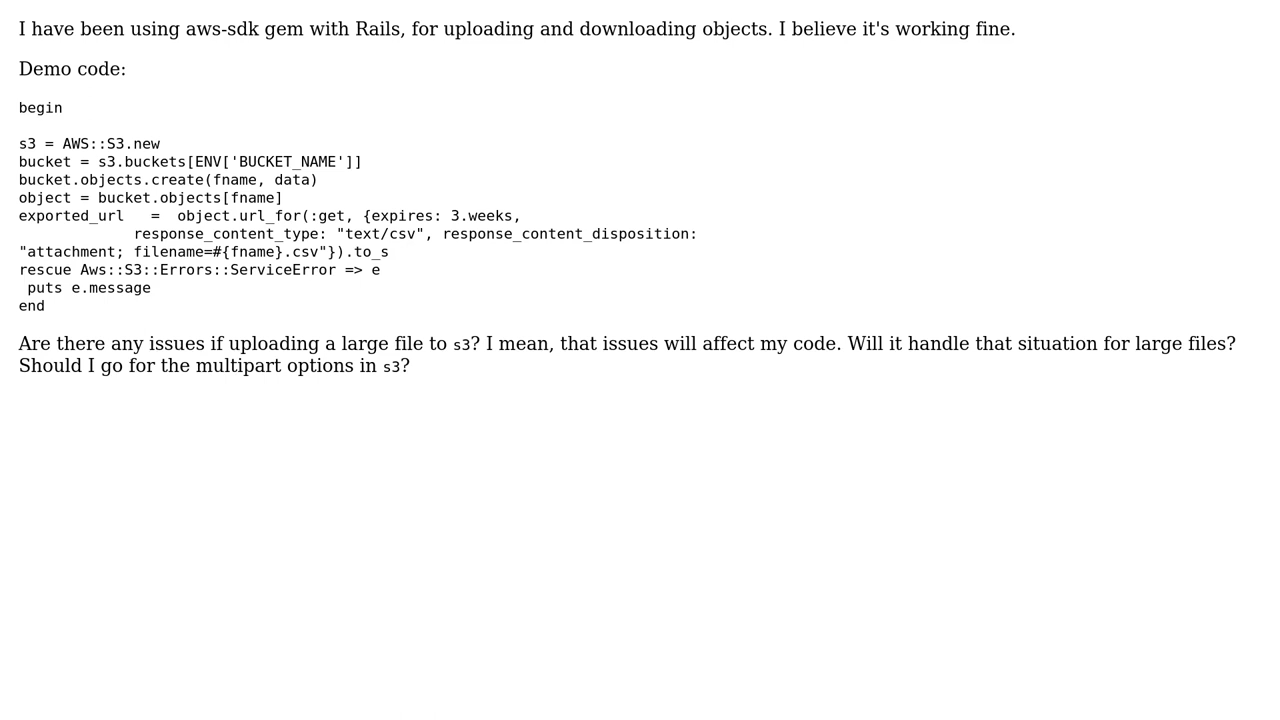 I have been using aws-sdk gem with Rails, for uploading and downloading objects. I believe it's working fine.
Demo code:
begin
s3 = AWS::S3.new
bucket = s3.buckets[ENV['BUCKET_NAME']]
bucket.objects.create(fname, data)
object = bucket.objects[fname]
exported_url   =  object.url_for(:get, {expires: 3.weeks,
             response_content_type: "text/csv", response_content_disposition:
"attachment; filename=#{fname}.csv"}).to_s
rescue Aws::S3::Errors::ServiceError => e
 puts e.message
end
Are there any issues if uploading a large file to s3? I mean, that issues will affect my code. Will it handle that situation for large files?
Should I go for the multipart options in s3?